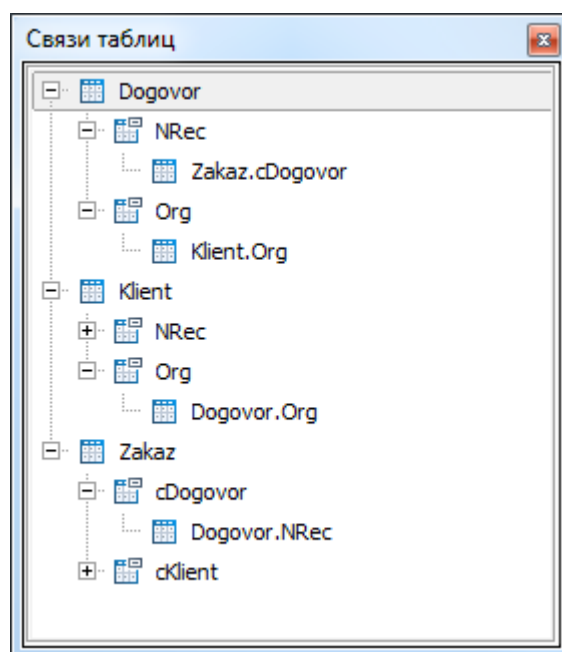 Связи таблиц
Dogovor
NRec
Zakaz.cDogovor
Org
Klient.Org
Klient
NRec
Org
Dogovor.Org
Zakaz
cDogovor
Dogovor.NRec
cKlient